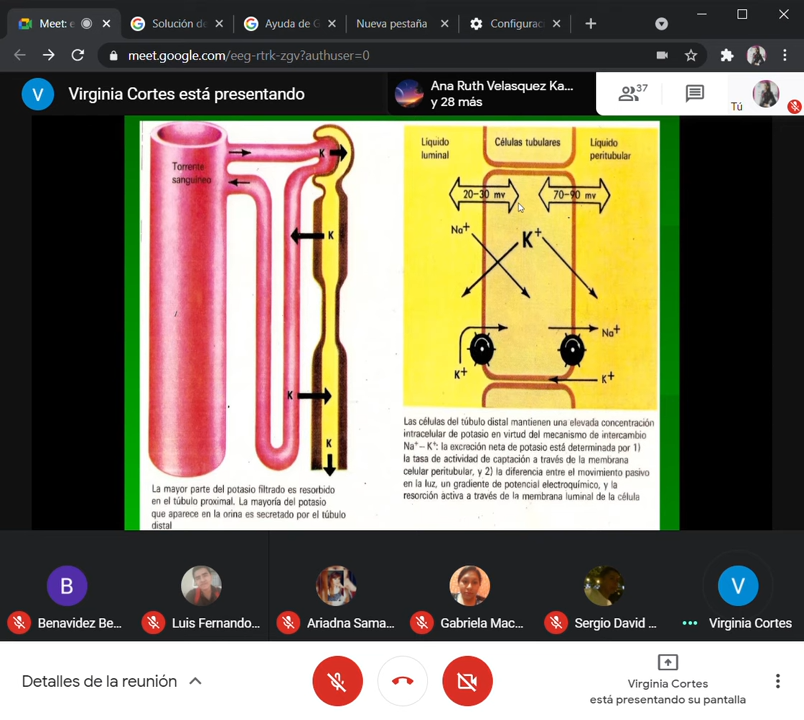 Meet: e
Solución de
Ayuda de G
Nueva pestaña
Configurac
meet.google.com/eeg-rtrk-zgv?authuser=0
V
Virginia Cortes está presentando
Ana Ruth Velasquez Ka...
y 28 más
37
Tú
Torrente
sanguíneo
K
K
K
K
Líquido
luminal
Células tubulares
Líquido
peritubular
20-30 mv
70-90 mv
Na+
K+
Na+
K+
K+
La mayor parte del potasio filtrado es resorbido
en el túbulo proximal. La mayoría del potasio
que aparece en la orina es secretado por el túbulo
distal
Las células del túbulo distal mantienen una elevada concentración
intracelular de potasio en virtud del mecanismo de intercambio
Na+ – K+: la excreción neta de potasio está determinada por 1)
la tasa de actividad de captación a través de la membrana
celular peritubular, y 2) la diferencia entre el movimiento pasivo
en la luz, un gradiente de potencial electroquímico, y la
resorción activa a través de la membrana luminal de la célula
B
V
Benavidez Be...
Luis Fernando...
Ariadna Sama...
Gabriela Mac...
Sergio David ...
Virginia Cortes
Detalles de la reunión
Virginia Cortes
está presentando su pantalla